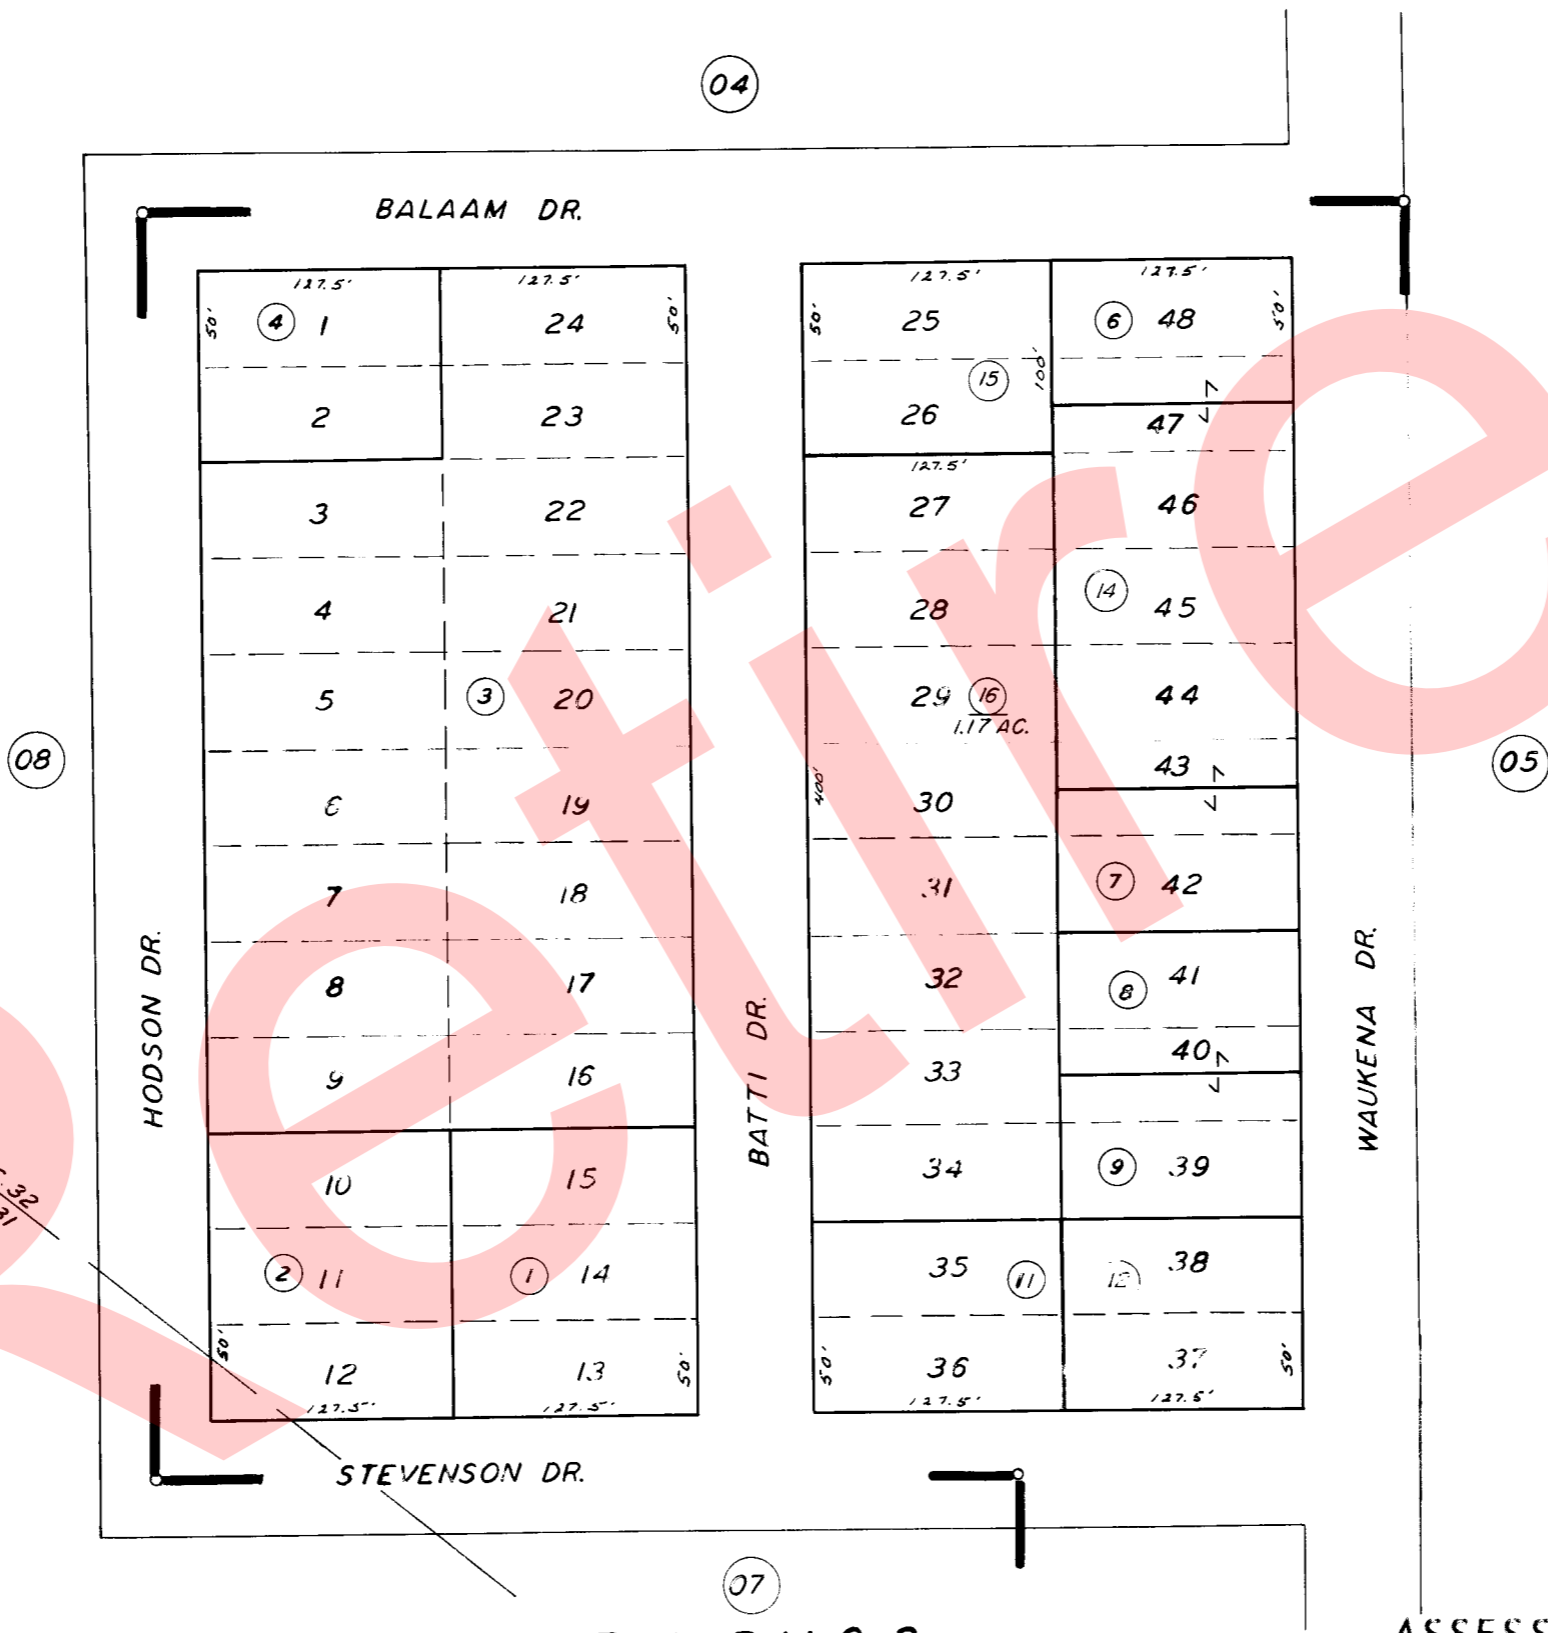 04
BALAAM DR.
127.5' 127.5' 127.5' 127.5'
50' 4 1 24 50' 50' 25 6 48 50'
15 100'
2 23 26 47
127.5'
3 22 27 46
4 21 28 14 45
5 3 20 29 16 44
1.17 AC.
08 43 05
400'
19 30
7 18 31 7 42
8 17 32 8 41
HODSON DR.
BATTI DR.
WAUKENA DR.
40
9 16 33
10 15 34 9 39
32
31
2 11 1 14 35 11 12 38
50' 12 13 50' 50' 36 37 50'
127.5' 127.5' 127.5' 127.5'
STEVENSON DR.
07
Retire